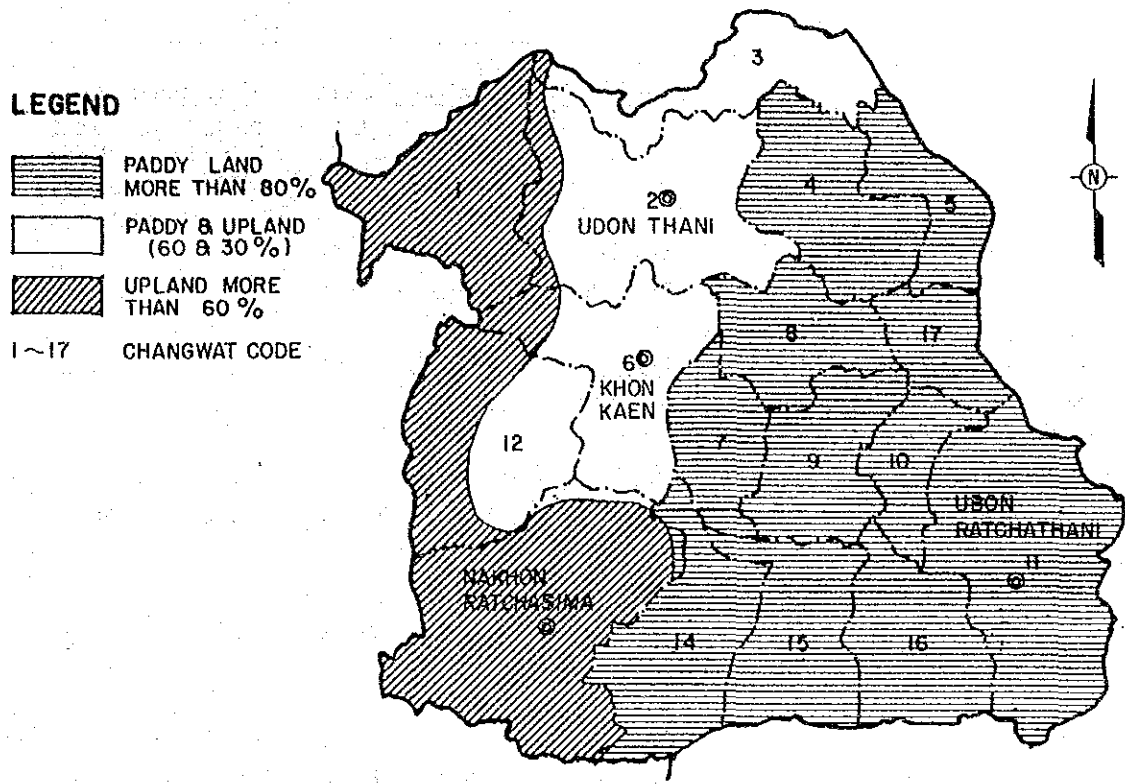 LEGEND
PADDY LAND
MORE THAN 80%
PADDY & UPLAND
(60 & 30%)
UPLAND MORE
THAN 60%
1~17 CHANGWAT CODE
N
1
2
UDON THANI
3
4
5
6
KHON
KAEN
7
8
9
10
UBON
RATCHATHANI
11
12
NAKHON
RATCHASIMA
14
15
16
17